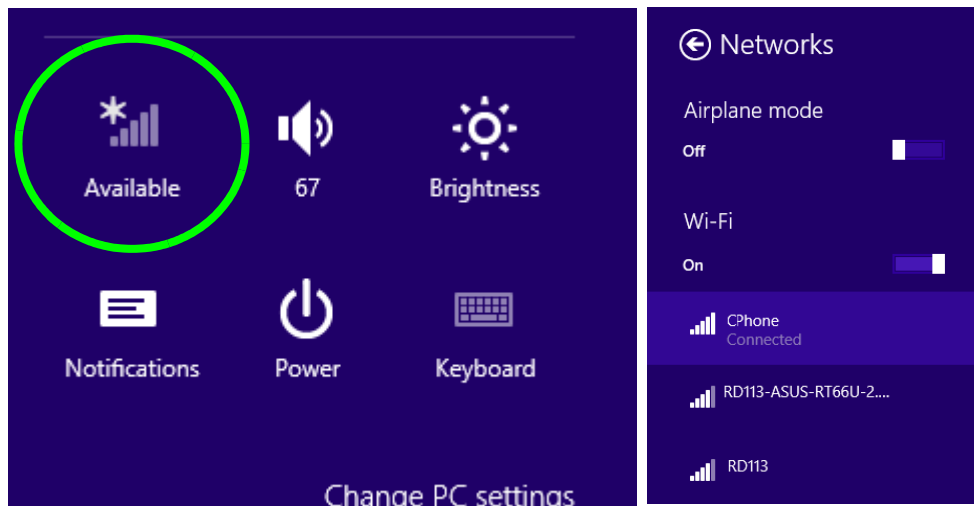 Available
67
Brightness
Notifications
Power
Keyboard
Change PC settings
Networks
Airplane mode
Off
Wi-Fi
On
CPhone
Connected
RD113-ASUS-RT66U-2....
RD113